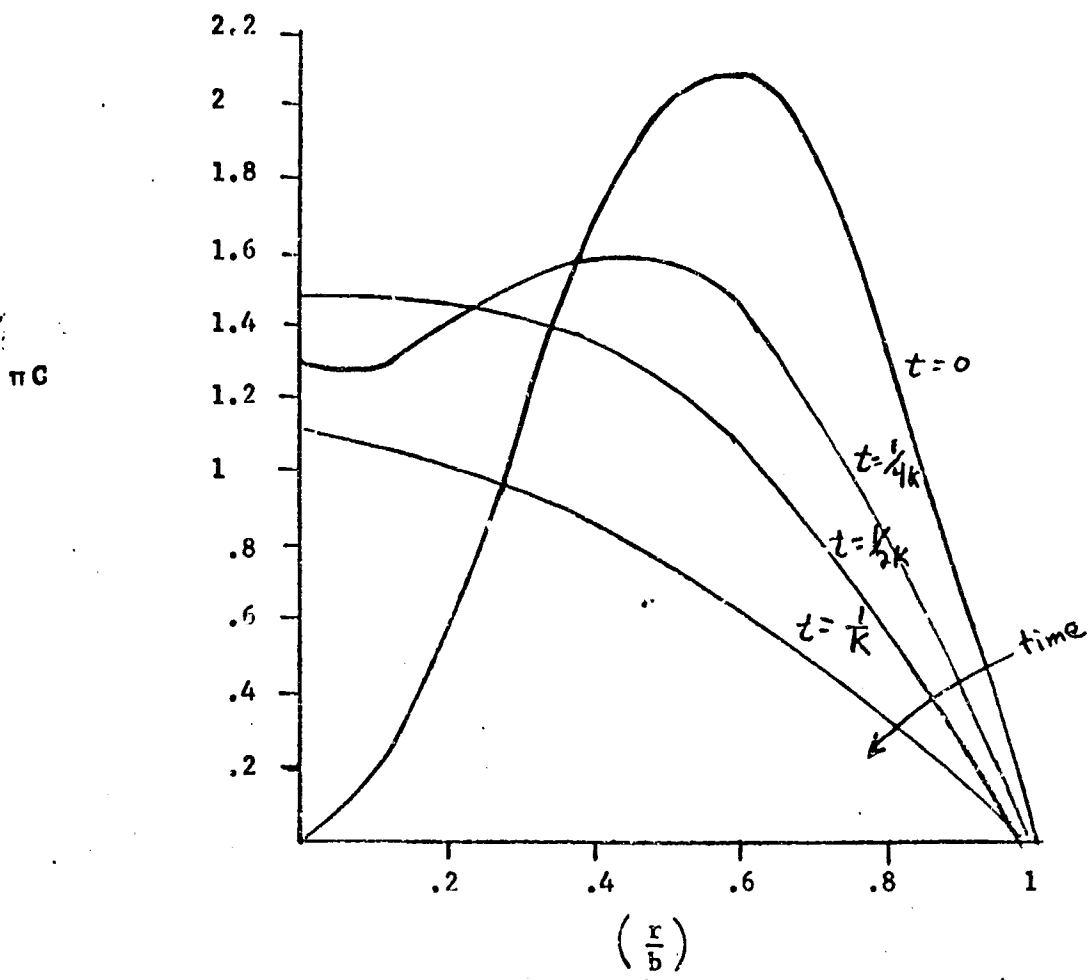 2.2
2
1.8
1.6
1.4
1.2
1
.8
.6
.4
.2
πC
t=0
t=1/4k
t=1/2k
t=1/K
time
.2
.4
.6
.8
1
(r/b)